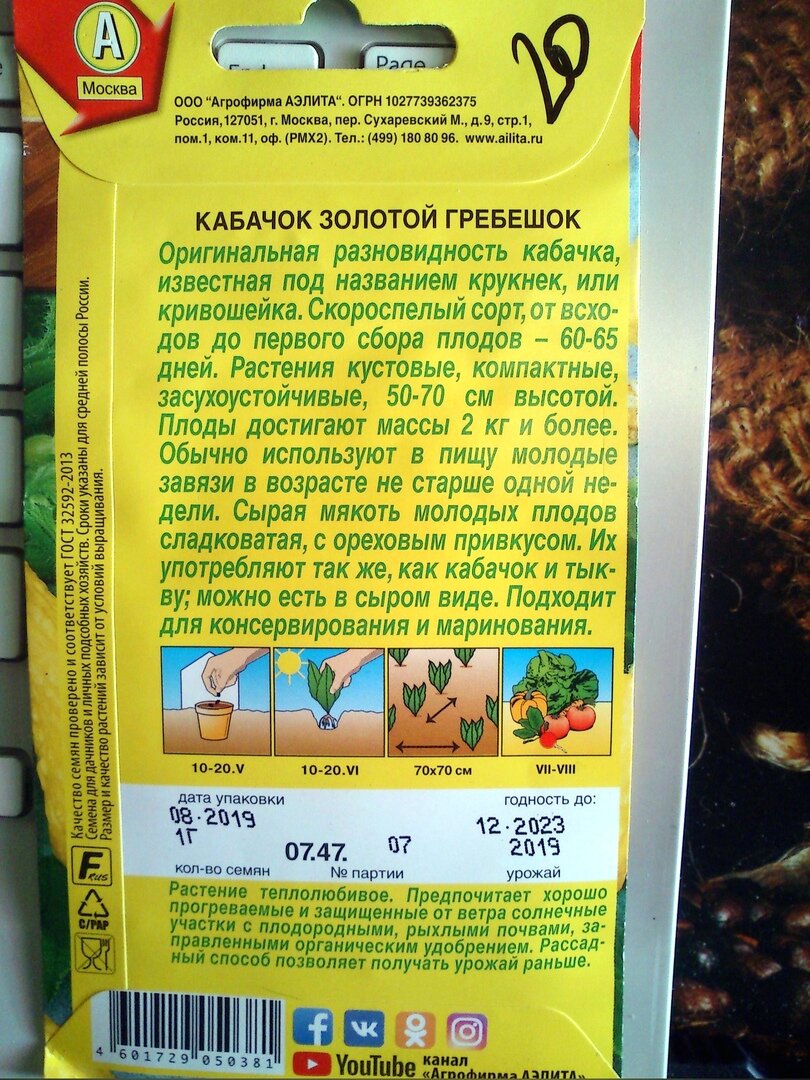 А
Москва
End
Page
20
ООО "Агрофирма АЭЛИТА". ОГРН 1027739362375
Россия,127051, г. Москва, пер. Сухаревский М., д.9, стр.1,
пом.1, ком.11, оф. (РМХ2). Тел.: (499) 180 80 96. www.ailita.ru
КАБАЧОК ЗОЛОТОЙ ГРЕБЕШОК
Оригинальная разновидность кабачка,
известная под названием крукнек, или
кривошейка. Скороспелый сорт, от всхо-
дов до первого сбора плодов – 60-65
дней. Растения кустовые, компактные,
засухоустойчивые, 50-70 см высотой.
Плоды достигают массы 2 кг и более.
Обычно используют в пищу молодые
завязи в возрасте не старше одной не-
дели. Сырая мякоть молодых плодов
сладковатая, с ореховым привкусом. Их
употребляют так же, как кабачок и тык-
ву; можно есть в сыром виде. Подходит
для консервирования и маринования.
10-20.V
10-20.VI
70х70 см
VII-VIII
дата упаковки
годность до:
08.2019
12.2023
1Г
07.47.
07
2019
кол-во семян
№ партии
урожай
Растение теплолюбивое. Предпочитает хорошо
прогреваемые и защищенные от ветра солнечные
участки с плодородными, рыхлыми почвами, за-
правленными органическим удобрением. Рассад-
ный способ позволяет получать урожай раньше.
Качество семян проверено и соответствует ГОСТ 32592-2013
Семена для дачников и личных подсобных хозяйств. Сроки указаны для средней полосы России.
Размер и качество растений зависит от условий выращивания.
F RUS
C/PAP
4 601729 050381
YouTube канал
«Агрофирма АЭЛИТА»